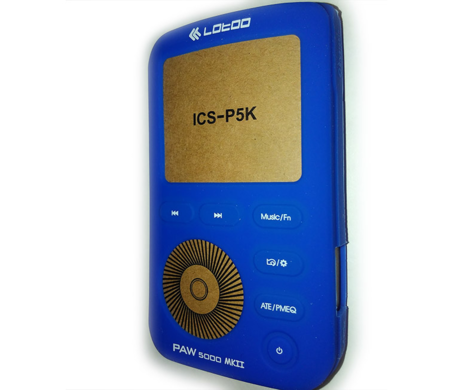 LOTOO
ICS-P5K
Music/Fn
ATE/PMEQ
PAW 5000 MKII